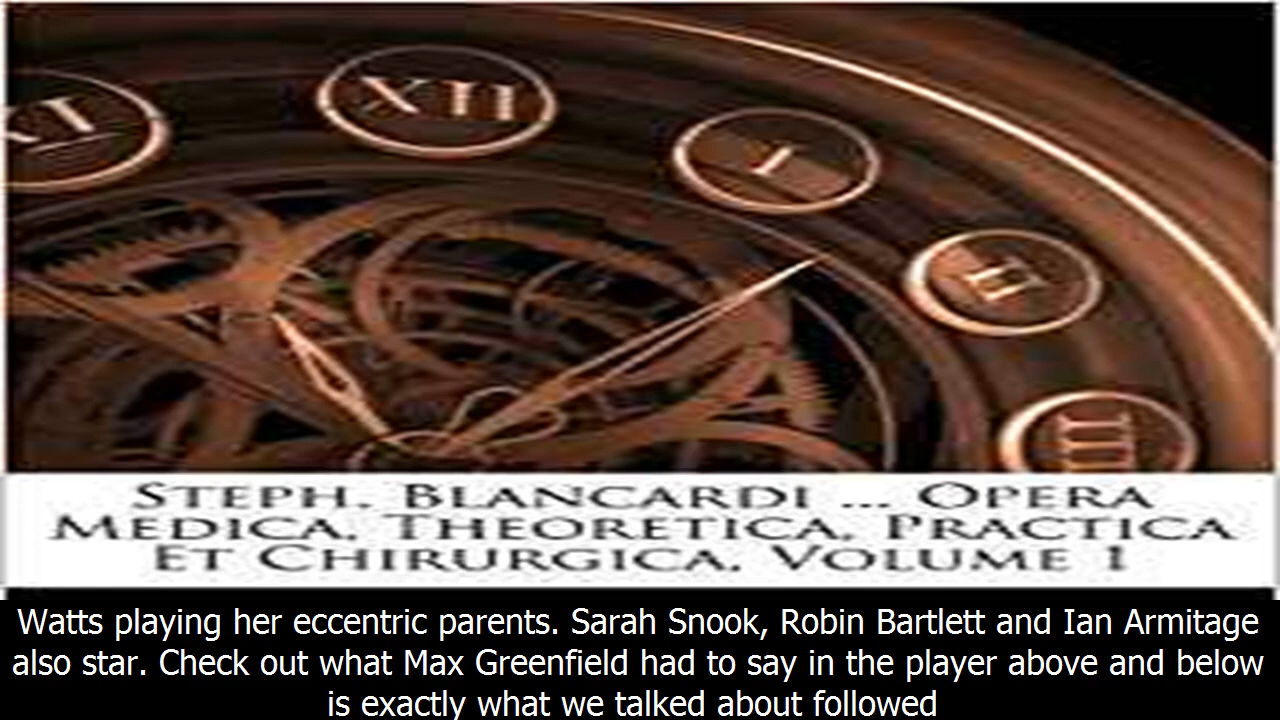 XI
XII
I
II
IIII
STEPH. BLANCARDI ... OPERA
MEDICA, THEORETICA, PRACTICA
ET CHIRURGICA, VOLUME 1
Watts playing her eccentric parents. Sarah Snook, Robin Bartlett and Ian Armitage
also star. Check out what Max Greenfield had to say in the player above and below
is exactly what we talked about followed